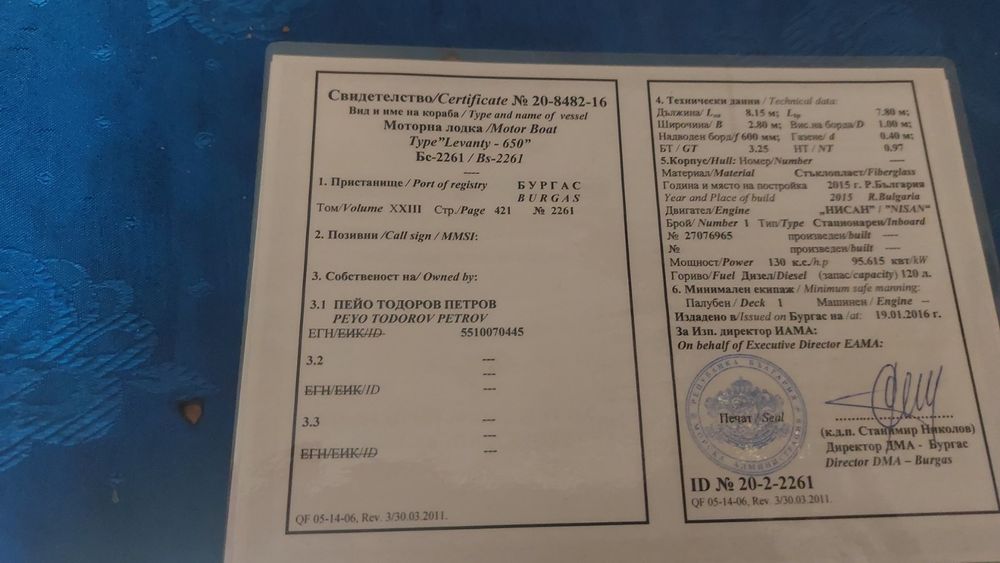 Свидетелство/Certificate № 20-8482-16
Вид и име на кораба / Type and name of vessel
Моторна лодка /Motor Boat
Type"Levanty - 650"
Бс-2261 / Bs-2261
----
1. Пристанище / Port of registry БУРГАС
BURGAS
Том/Volume XXIII Стр./Page 421 № 2261
2. Позивни /Call sign / MMSI:
3. Собственост на/ Owned by:
3.1 ПЕЙО ТОДОРОВ ПЕТРОВ
PEYO TODOROV PETROV
ЕГН/ЕИК/ID 5510070445
3.2 ---
---
ЕГН/ЕИК/ID ---
3.3 ---
---
ЕГН/ЕИК/ID ---
QF 05-14-06, Rev. 3/30.03.2011.
4. Технически данни / Technical data:
Дължина/ Loa 8.15 м; Lbp 7.80 м;
Широчина/ B 2.80 м; Вис.на борда/D 1.00 м;
Надводен борд/f 600 мм; Газене/ d 0.40 м;
БТ / GT 3.25 НТ / NT 0.97
5.Корпус/Hull: Номер/Number ----
Материал/Material Стъклопласт/Fiberglass
Година и място на постройка 2015 г. Р.България
Year and Place of build 2015 R.Bulgaria
Двигател/Engine „НИСАН" / "NISAN"
Брой/ Number 1 Тип/Type Стационарен/Inboard
№ 27076965 произведен/built ----
№ произведен/built ----
Мощност/Power 130 к.с./h.p 95.615 квт/kW
Гориво/Fuel Дизел/Diesel (запас/capacity) 120 л.
6. Минимален екипаж / Minimum safe manning:
Палубен / Deck 1 Машинен / Engine --
Издадено в/Issued on Бургас на /at: 19.01.2016 г.
За Изп. директор ИАМА:
On behalf of Executive Director EAMA:
РЕПУБЛИКА БЪЛГАРИЯ
Печат / Seal
(к.д.п. Станимир Николов)
Директор ДМА - Бургас
Director DMA – Burgas
ID № 20-2-2261
QF 05-14-06, Rev. 3/30.03.2011.